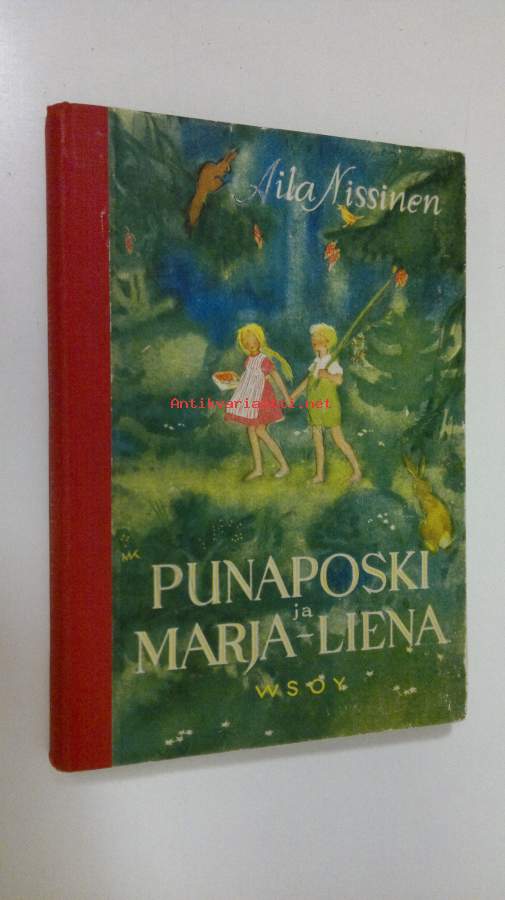 Aila Nissinen
Antikvariaatti.net
PUNAPOSKI
ja
MARJA-LIENA
WSOY
MK